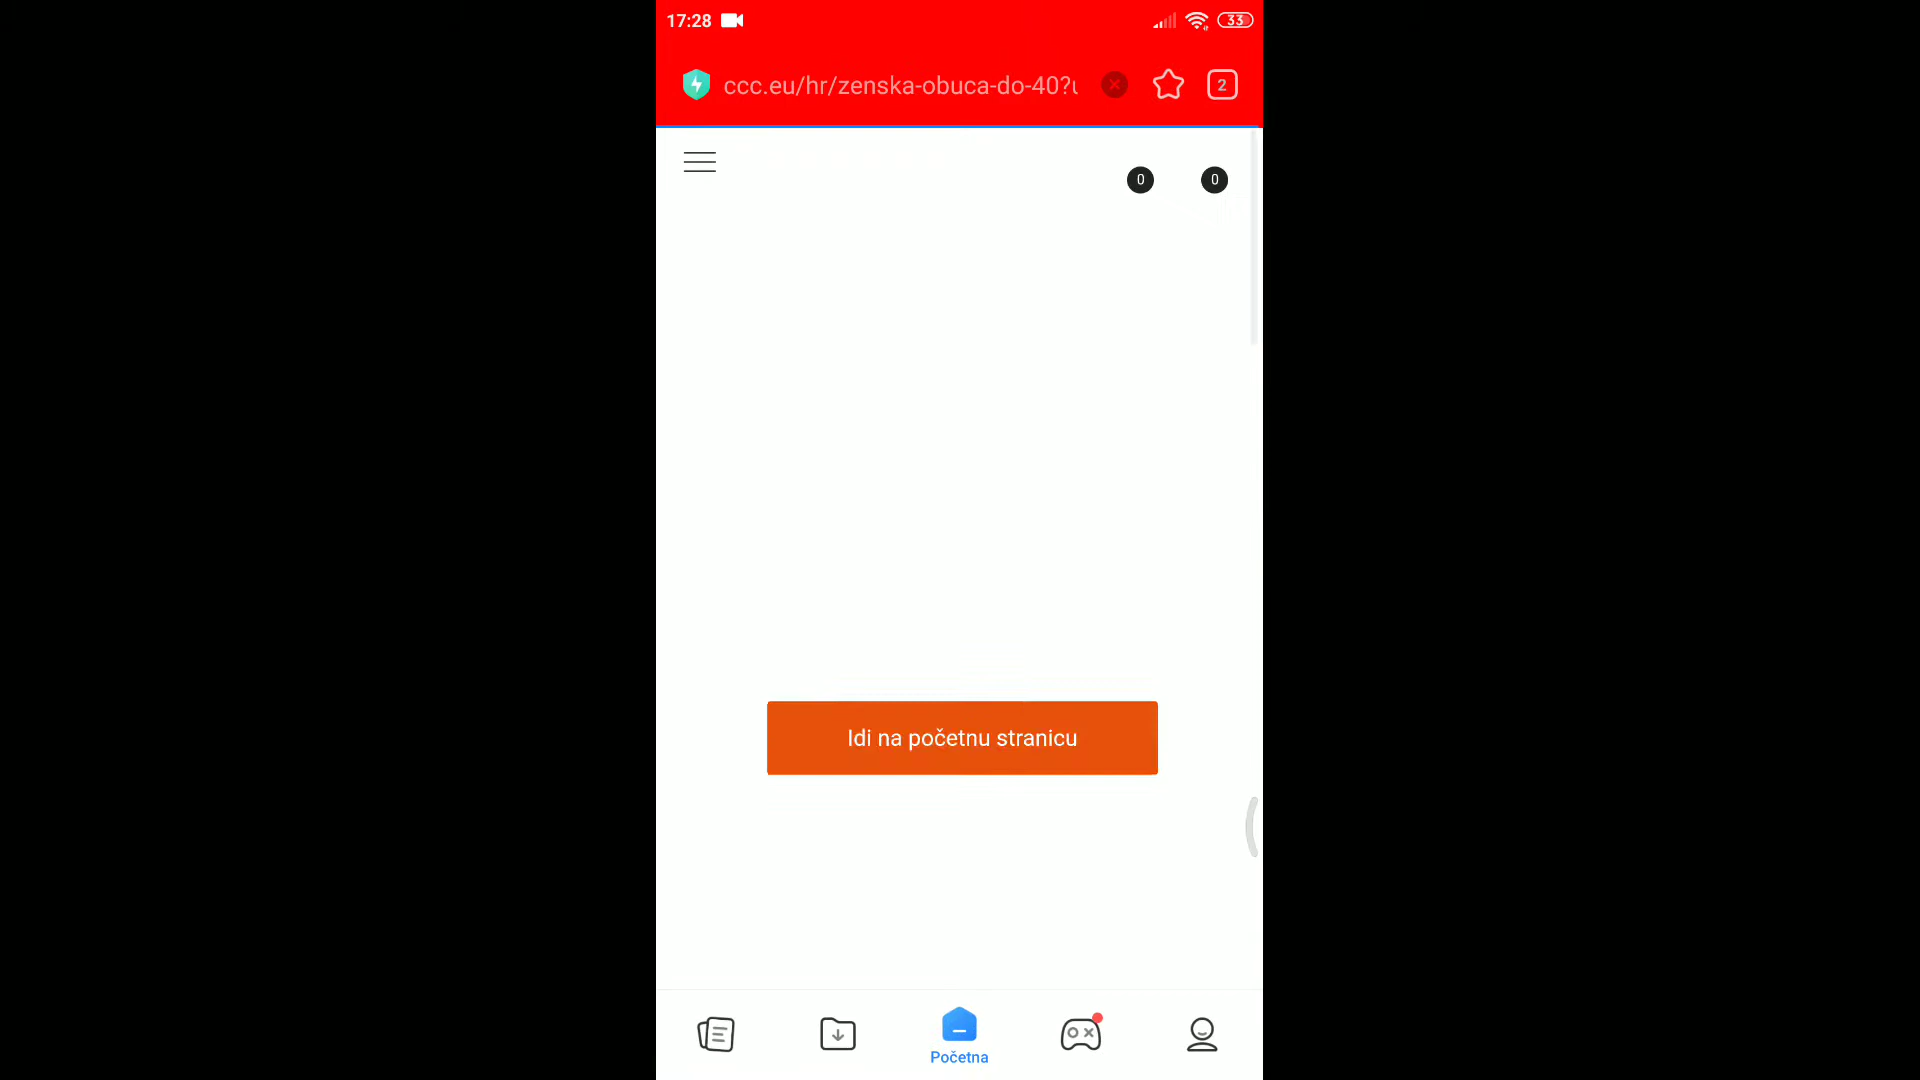 17:28
33
ccc.eu/hr/zenska-obuca-do-40?u
2
0
0
Idi na početnu stranicu
Početna